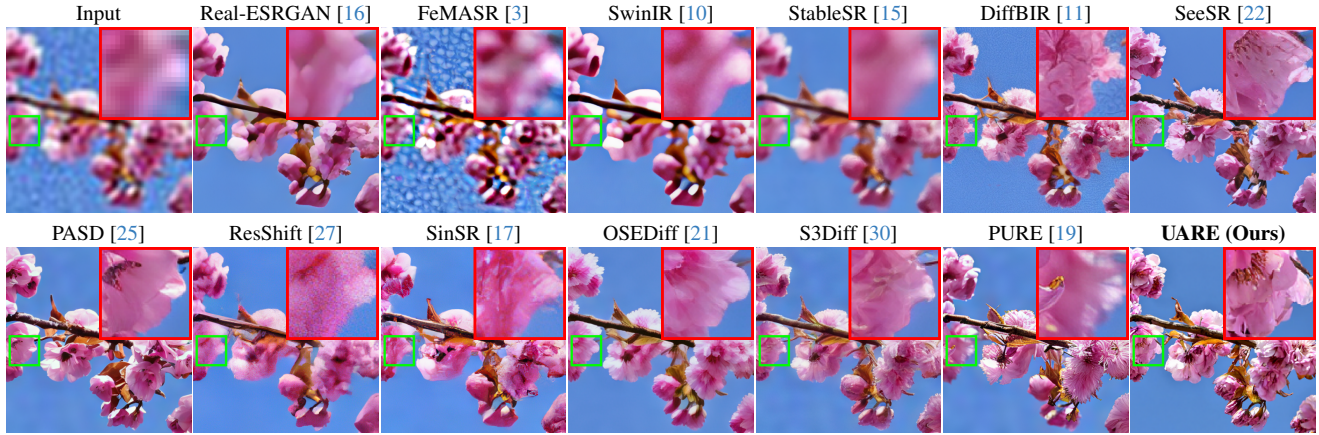 Input Real-ESRGAN [16] FeMASR [3] SwinIR [10] StableSR [15] DiffBIR [11] SeeSR [22]
PASD [25] ResShift [27] SinSR [17] OSEDiff [21] S3Diff [30] PURE [19] UARE (Ours)